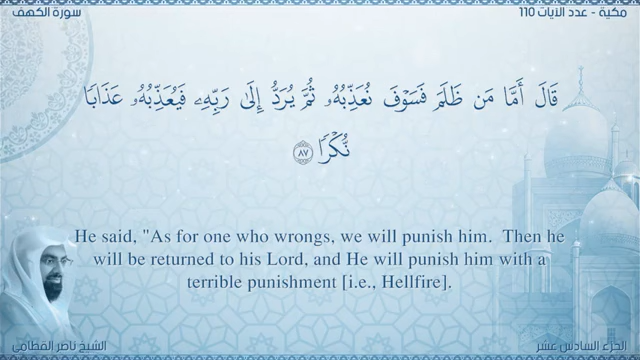 سورة الكهف
مكية - عدد الآيات 110
قَالَ أَمَّا مَن ظَلَمَ فَسَوْفَ نُعَذِّبُهُۥ ثُمَّ يُرَدُّ إِلَىٰ رَبِّهِۦ فَيُعَذِّبُهُۥ عَذَابًا
نُّكْرًا ٨٧
He said, "As for one who wrongs, we will punish him. Then he
will be returned to his Lord, and He will punish him with a
terrible punishment [i.e., Hellfire].
الشيخ ناصر القطامي
الجزء السادس عشر